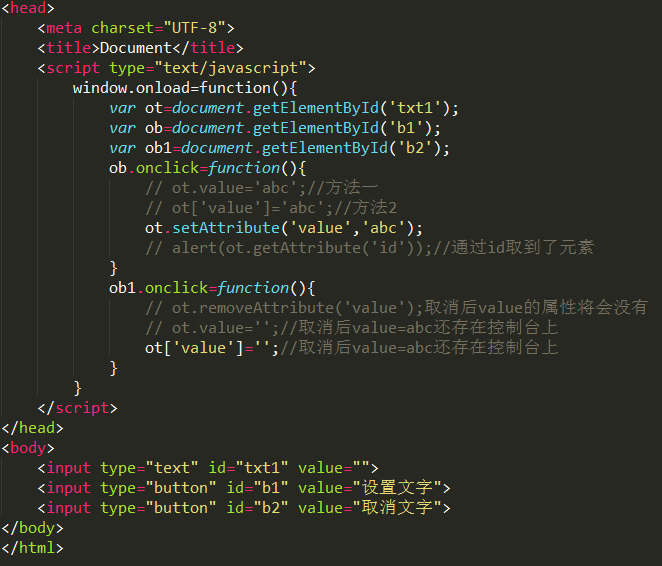 <head>
    <meta charset="UTF-8">
    <title>Document</title>
    <script type="text/javascript">
        window.onload=function(){
            var ot=document.getElementById('txt1');
            var ob=document.getElementById('b1');
            var ob1=document.getElementById('b2');
            ob.onclick=function(){
                // ot.value='abc';//方法一
                // ot['value']='abc';//方法2
                ot.setAttribute('value','abc');
                // alert(ot.getAttribute('id'));//通过id取到了元素
            }
            ob1.onclick=function(){
                // ot.removeAttribute('value');取消后value的属性将会没有
                // ot.value='';//取消后value=abc还存在控制台上
                ot['value']='';//取消后value=abc还存在控制台上
            }
        }
    </script>
</head>
<body>
    <input type="text" id="txt1" value="">
    <input type="button" id="b1" value="设置文字">
    <input type="button" id="b2" value="取消文字">
</body>
</html>